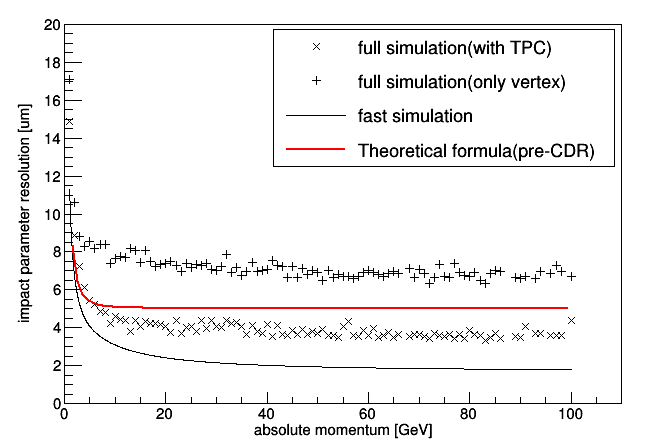 20
18
16
14
12
10
8
6
4
2
0
impact parameter resolution [um]
full simulation(with TPC)
full simulation(only vertex)
fast simulation
Theoretical formula(pre-CDR)
0 20 40 60 80 100
absolute momentum [GeV]